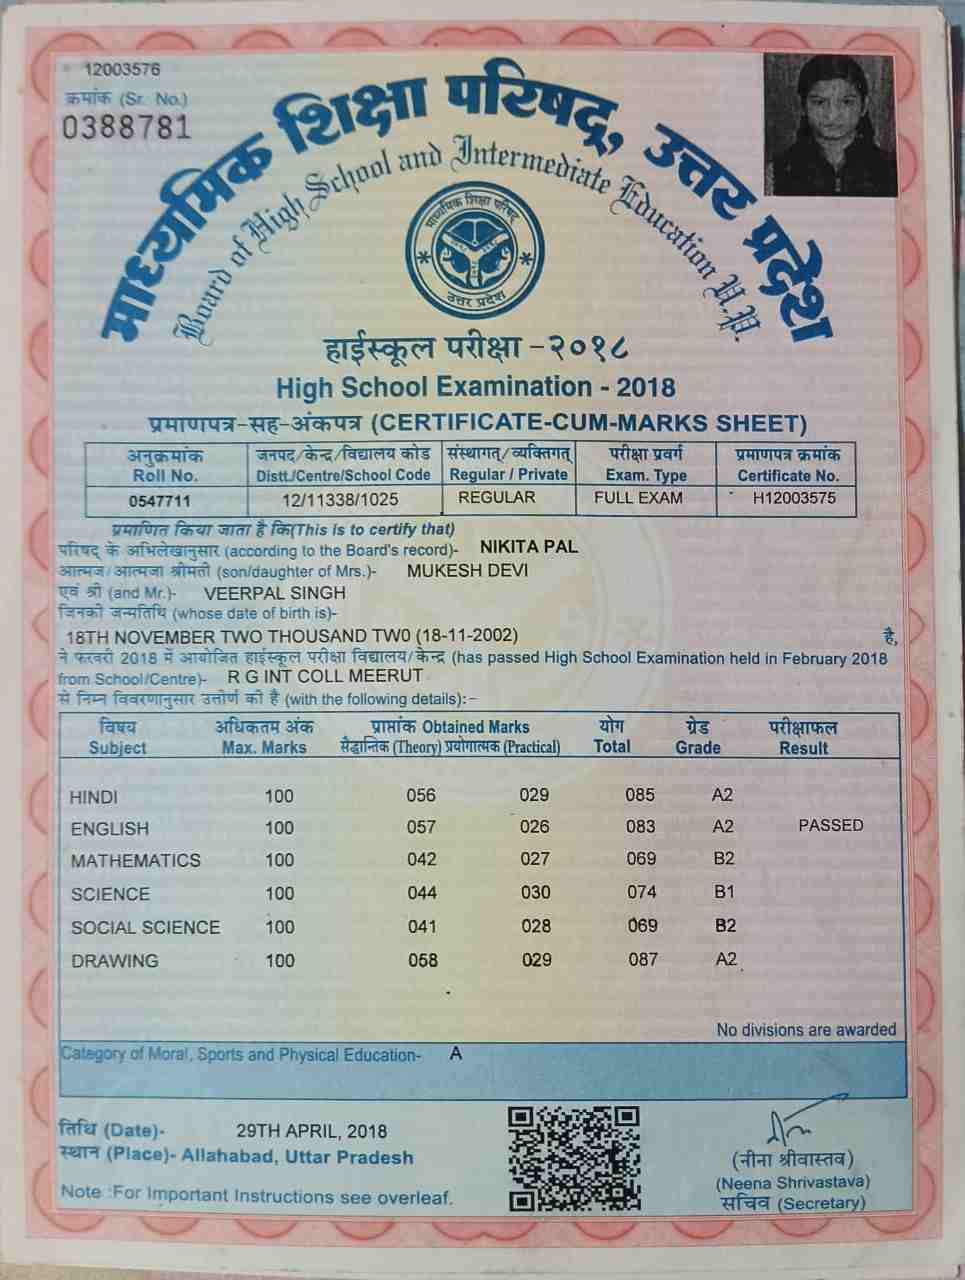 12003576
क्रमांक (Sr. No.)
0388781
माध्यमिक शिक्षा परिषद्, उत्तर प्रदेश
Board of High School and Intermediate Education U.P.
माध्यमिक शिक्षा परिषद्
उत्तर प्रदेश
हाईस्कूल परीक्षा -२०१८
High School Examination - 2018
प्रमाणपत्र-सह-अंकपत्र (CERTIFICATE-CUM-MARKS SHEET)
अनुक्रमांक जनपद/केन्द्र/विद्यालय कोड संस्थागत/व्यक्तिगत परीक्षा प्रवर्ग प्रमाणपत्र क्रमांक
Roll No. Distt./Centre/School Code Regular / Private Exam. Type Certificate No.
0547711 12/11338/1025 REGULAR FULL EXAM H12003575
प्रमाणित किया जाता है कि(This is to certify that)
परिषद् के अभिलेखानुसार (according to the Board's record)- NIKITA PAL
आत्मज/आत्मजा श्रीमती (son/daughter of Mrs.)- MUKESH DEVI
एवं श्री (and Mr.)- VEERPAL SINGH
जिनकी जन्मतिथि (whose date of birth is)-
18TH NOVEMBER TWO THOUSAND TW0 (18-11-2002) है,
ने फरवरी 2018 में आयोजित हाईस्कूल परीक्षा विद्यालय/केन्द्र (has passed High School Examination held in February 2018
from School/Centre)- R G INT COLL MEERUT
से निम्न विवरणानुसार उत्तीर्ण की है (with the following details):-
विषय अधिकतम अंक प्राप्तांक Obtained Marks योग ग्रेड परीक्षाफल
Subject Max. Marks सैद्धान्तिक (Theory) प्रयोगात्मक (Practical) Total Grade Result
HINDI 100 056 029 085 A2
ENGLISH 100 057 026 083 A2 PASSED
MATHEMATICS 100 042 027 069 B2
SCIENCE 100 044 030 074 B1
SOCIAL SCIENCE 100 041 028 069 B2
DRAWING 100 058 029 087 A2
No divisions are awarded
Category of Moral, Sports and Physical Education- A
तिथि (Date)- 29TH APRIL, 2018
स्थान (Place)- Allahabad, Uttar Pradesh
Note :For Important Instructions see overleaf.
(नीना श्रीवास्तव)
(Neena Shrivastava)
सचिव (Secretary)